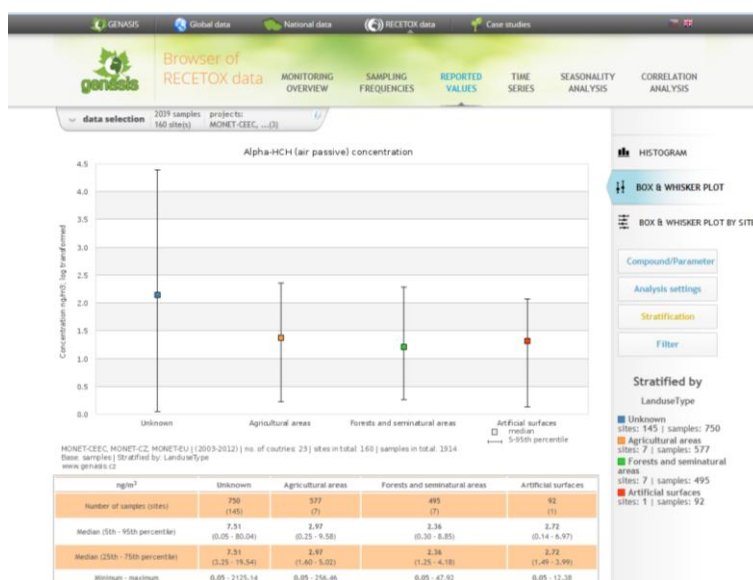 GENASIS
Global data
National data
RECETOX data
Case studies
genasis
Browser of
RECETOX data
MONITORING
OVERVIEW
SAMPLING
FREQUENCIES
REPORTED
VALUES
TIME
SERIES
SEASONALITY
ANALYSIS
CORRELATION
ANALYSIS
data selection
2039 samples
160 site(s)
projects:
MONET-CEEC, ...(3)
Alpha-HCH (air passive) concentration
Concentration ng/m3; log transformed
4.5
4.0
3.5
3.0
2.5
2.0
1.5
1.0
0.5
0.0
Unknown
Agricultural areas
Forests and seminatural areas
Artificial surfaces
median
5-95th percentile
MONET-CEEC, MONET-CZ, MONET-EU | (2003-2012) | no. of coutries: 23 | sites in total: 160 | samples in total: 1914
Base: samples | Stratified by: LanduseType
www.genasis.cz
ng/m³ Unknown Agricultural areas Forests and seminatural areas Artificial surfaces
Number of samples (sites) 750 577 495 92
(145) (7) (7) (1)
Median (5th - 95th percentile) 7.51 2.97 2.36 2.72
(0.05 - 80.04) (0.25 - 9.58) (0.30 - 8.85) (0.14 - 6.97)
Median (25th - 75th percentile) 7.51 2.97 2.36 2.72
(3.25 - 19.54) (1.60 - 5.02) (1.25 - 4.18) (1.49 - 3.99)
Minimum - maximum 0.05 - 2125.14 0.05 - 256.46 0.05 - 47.92 0.05 - 12.38
HISTOGRAM
BOX & WHISKER PLOT
BOX & WHISKER PLOT BY SITE
Compound/Parameter
Analysis settings
Stratification
Filter
Stratified by
LanduseType
Unknown
sites: 145 | samples: 750
Agricultural areas
sites: 7 | samples: 577
Forests and seminatural
areas
sites: 7 | samples: 495
Artificial surfaces
sites: 1 | samples: 92